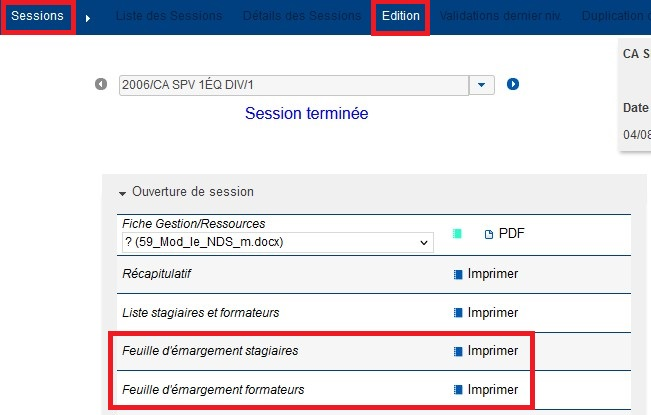 Sessions Liste des Sessions Détails des Sessions Edition Validations dernier niv Duplication
CA S
2006/CA SPV 1ÉQ DIV/1
Session terminée
Date
04/08
Ouverture de session
Fiche Gestion/Ressources
? (59_Mod_le_NDS_m.docx) PDF
Récapitulatif Imprimer
Liste stagiaires et formateurs Imprimer
Feuille d'émargement stagiaires Imprimer
Feuille d'émargement formateurs Imprimer